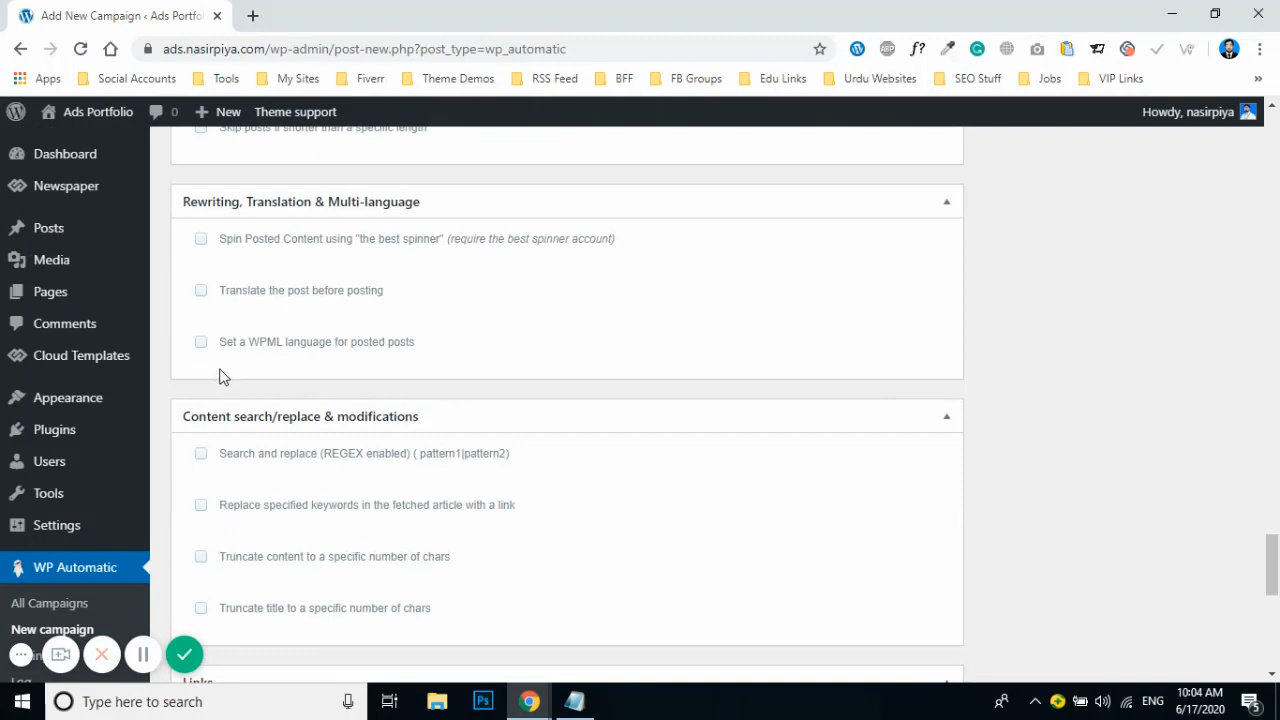 Add New Campaign ‹ Ads Portfo
ads.nasirpiya.com/wp-admin/post-new.php?post_type=wp_automatic
ABP
f?
Apps
Social Accounts
Tools
My Sites
Fiverr
Theme Demos
RSS Feed
BFF
FB Groups
Edu Links
Urdu Websites
SEO Stuff
Jobs
VIP Links
»
Ads Portfolio
0
New
Theme support
Howdy, nasirpiya
Dashboard
Newspaper
Posts
Media
Pages
Comments
Cloud Templates
Appearance
Plugins
Users
Tools
Settings
WP Automatic
All Campaigns
New campaign
Log
Skip posts if shorter than a specific length
Rewriting, Translation & Multi-language
Spin Posted Content using "the best spinner" (require the best spinner account)
Translate the post before posting
Set a WPML language for posted posts
Content search/replace & modifications
Search and replace (REGEX enabled) ( pattern1|pattern2)
Replace specified keywords in the fetched article with a link
Truncate content to a specific number of chars
Truncate title to a specific number of chars
Links
Type here to search
Ps
ENG
10:04 AM
6/17/2020
5